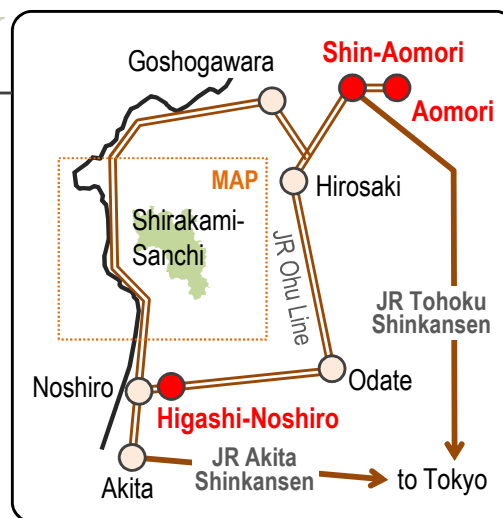 Shin-Aomori
Goshogawara
Aomori
MAP
Hirosaki
Shirakami-
Sanchi
JR Ohu Line
JR Tohoku
Shinkansen
Noshiro
Odate
Higashi-Noshiro
JR Akita
Shinkansen
to Tokyo
Akita